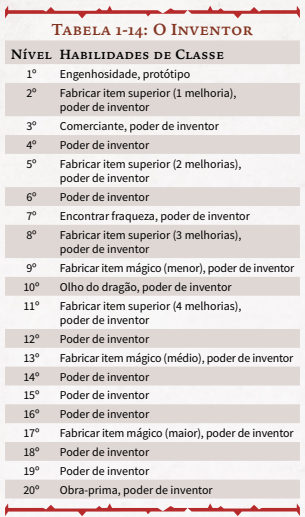 Tabela 1-14: O Inventor
Nível Habilidades de Classe
1º Engenhosidade, protótipo
2º Fabricar item superior (1 melhoria),
poder de inventor
3º Comerciante, poder de inventor
4º Poder de inventor
5º Fabricar item superior (2 melhorias),
poder de inventor
6º Poder de inventor
7º Encontrar fraqueza, poder de inventor
8º Fabricar item superior (3 melhorias),
poder de inventor
9º Fabricar item mágico (menor), poder de inventor
10º Olho do dragão, poder de inventor
11º Fabricar item superior (4 melhorias),
poder de inventor
12º Poder de inventor
13º Fabricar item mágico (médio), poder de inventor
14º Poder de inventor
15º Poder de inventor
16º Poder de inventor
17º Fabricar item mágico (maior), poder de inventor
18º Poder de inventor
19º Poder de inventor
20º Obra-prima, poder de inventor